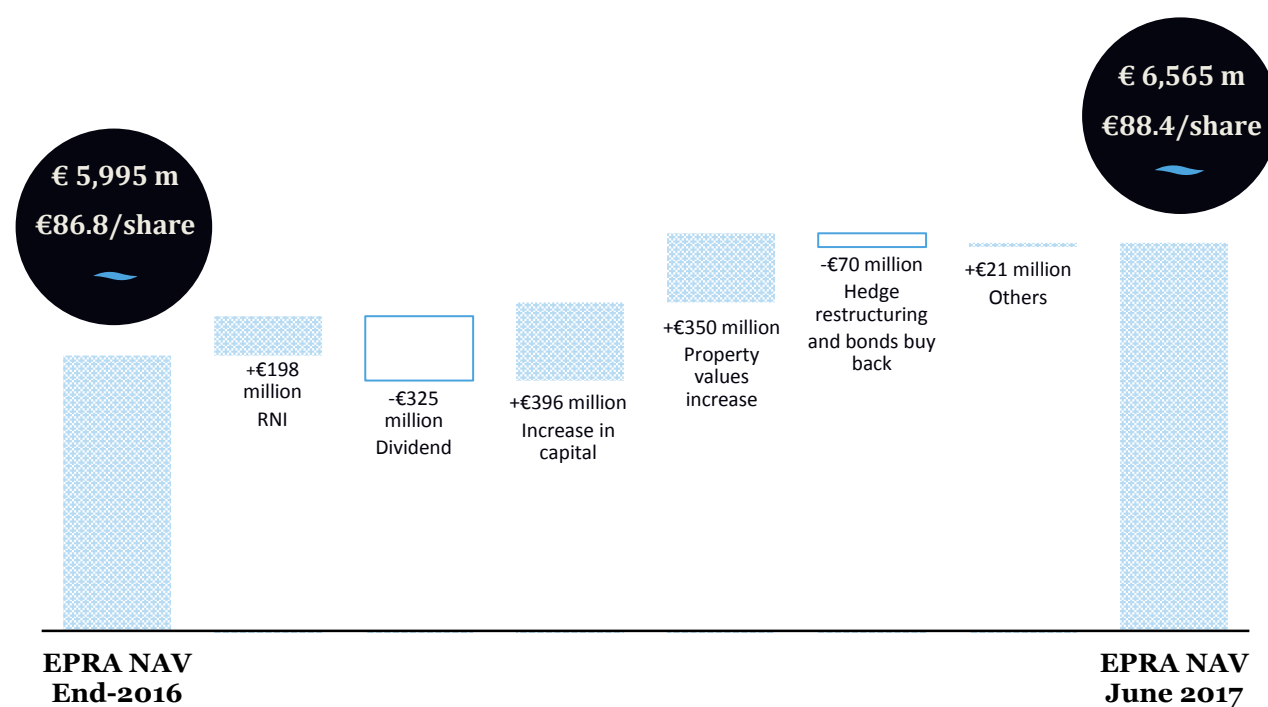 € 5,995 m
€86.8/share
+€198
million
RNI
-€325
million
Dividend
+€396 million
Increase in
capital
+€350 million
Property
values
increase
-€70 million
Hedge
restructuring
and bonds buy
back
+€21 million
Others
€ 6,565 m
€88.4/share
EPRA NAV
End-2016
EPRA NAV
June 2017